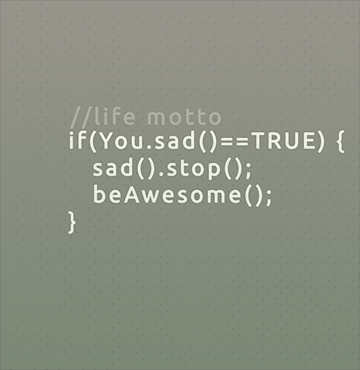 //life motto
if(You.sad()==TRUE) {
sad().stop();
beAwesome();
}